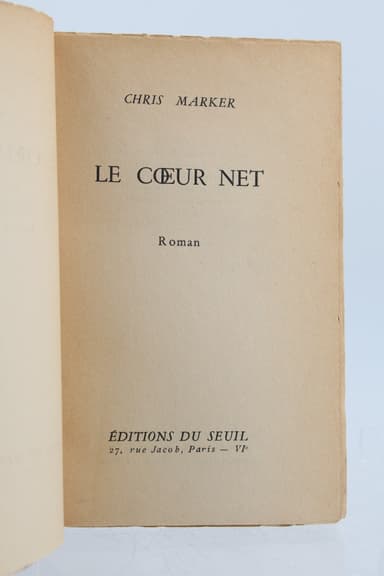 CHRIS MARKER
LE CŒUR NET
Roman
ÉDITIONS DU SEUIL
27, rue Jacob, Paris — VIe